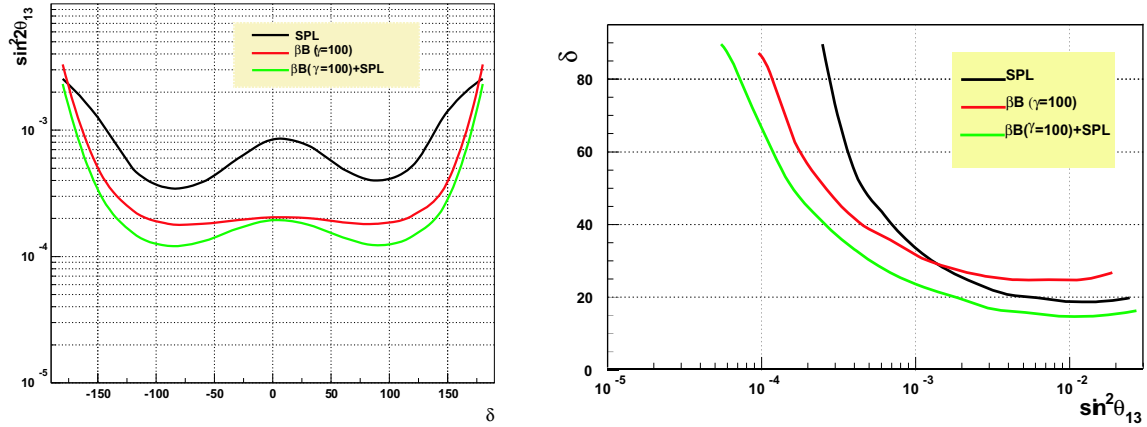 sin²2θ₁₃
SPL
βB (γ=100)
βB(γ=100)+SPL
10⁻³
10⁻⁴
10⁻⁵
-150 -100 -50 0 50 100 150
δ
δ
SPL
βB (γ=100)
βB(γ=100)+SPL
80
60
40
20
0
10⁻⁵ 10⁻⁴ 10⁻³ 10⁻²
sin²θ₁₃